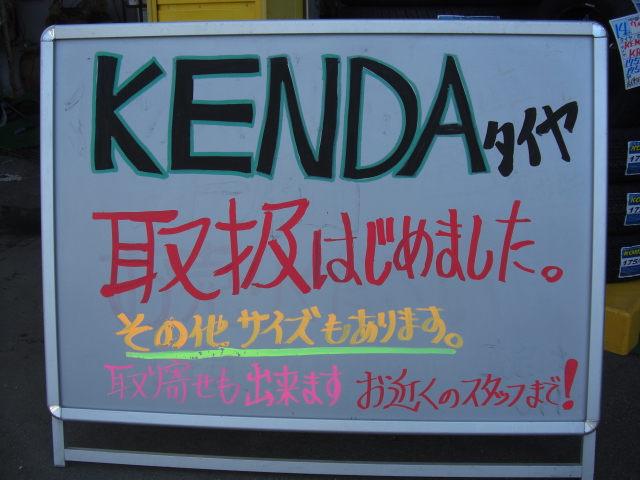 KENDAタイヤ
取扱はじめました。
その他サイズもあります。
取り寄せも出来ます お近くのスタッフまで!